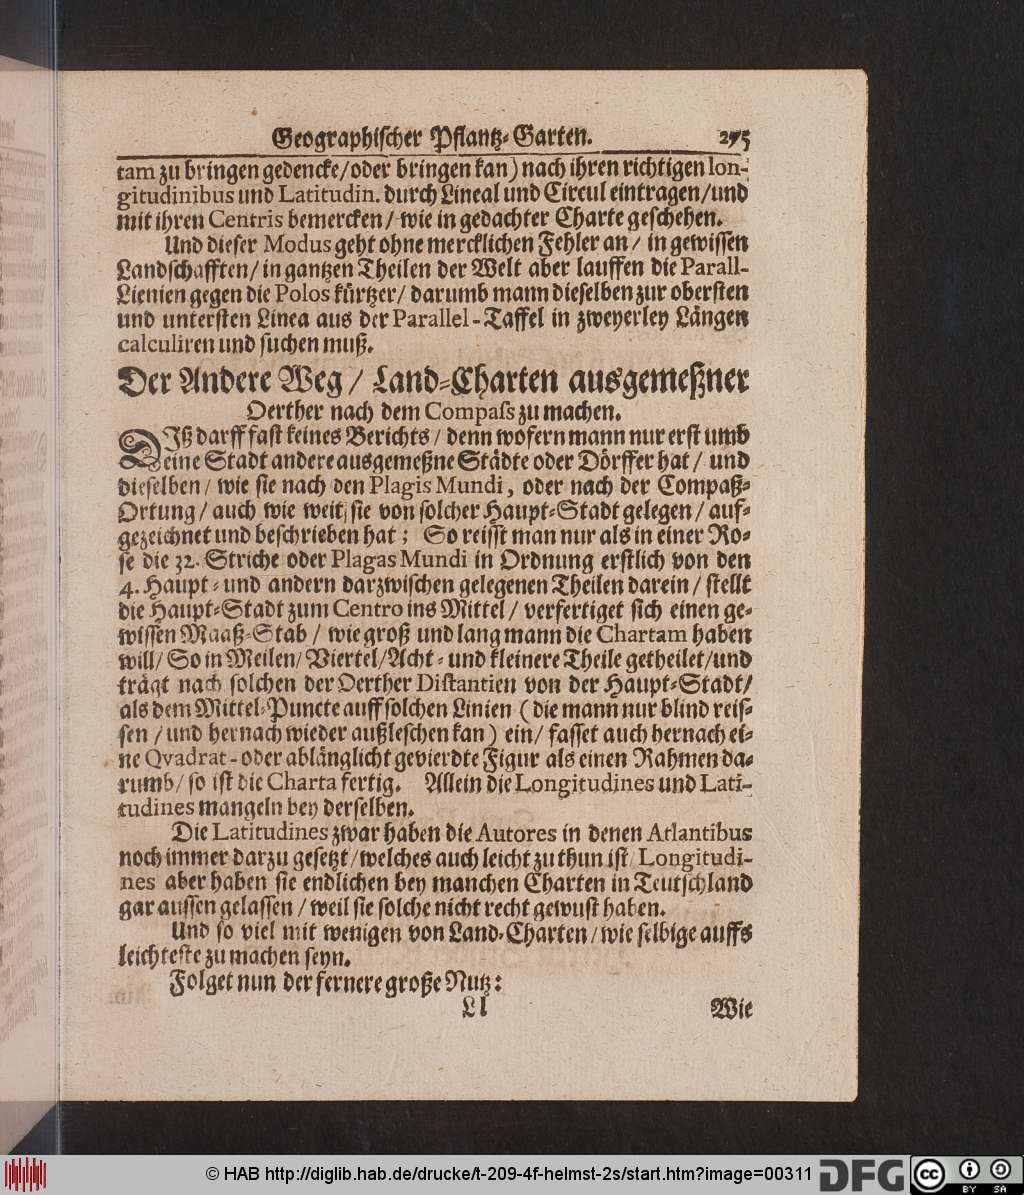 Geographischer Pflantz-Garten. 275
tam zu bringen gedencke/oder bringen kan) nach ihren richtigen lon-
gitudinibus und Latitudin. durch Lineal und Circul eintragen/und
mit ihren Centris bemercken/ wie in gedachter Charte geschehen.
Und dieser Modus geht ohne mercklichen Fehler an / in gewissen
Landschafften/ in gantzen Theilen der Welt aber lauffen die Parall-
Lienien gegen die Polos kürtzer/ darumb mann dieselben zur obersten
und untersten Linea aus der Parallel-Taffel in zweyerley Längen
calculiren und suchen muß.
Der Andere Weg / Land-Charten ausgemeßner
Oerther nach dem Compaſs zu machen.
DIß darff fast keines Berichts / denn wofern mann nur erst umb
eine Stadt andere ausgemeßne Städte oder Dörffer hat / und
dieselben / wie sie nach den Plagis Mundi, oder nach der Compaß-
Ortung / auch wie weit sie von solcher Haupt-Stadt gelegen / auf-
gezeichnet und beschrieben hat; So reisst man nur als in einer Ro-
se die 32. Striche oder Plagas Mundi in Ordnung erstlich von den
4. Haupt- und andern darzwischen gelegenen Theilen darein / stellt
die Haupt-Stadt zum Centro ins Mittel / verfertiget sich einen ge-
wissen Maaß-Stab / wie groß und lang mann die Chartam haben
will/ So in Meilen/ Viertel/Acht- und kleinere Theile getheilet/und
trägt nach solchen der Oerther Distantien von der Haupt-Stadt/
als dem Mittel-Puncte auff solchen Linien (die mann nur blind reis-
sen / und hernach wieder außleschen kan) ein/ fasset auch hernach ei-
ne Qvadrat- oder ablänglicht gevierdte Figur als einen Rahmen da-
rumb/ so ist die Charta fertig. Allein die Longitudines und Lati-
tudines mangeln bey derselben.
Die Latitudines zwar haben die Autores in denen Atlantibus
noch immer darzu gesetzt/welches auch leicht zu thun ist/ Longitudi-
nes aber haben sie endlichen bey manchen Charten in Teutschland
gar aussen gelassen / weil sie solche nicht recht gewust haben.
Und so viel mit wenigen von Land-Charten/ wie selbige auffs
leichteste zu machen seyn.
Folget nun der fernere große Nutz:
Ll Wie
© HAB http://diglib.hab.de/drucke/t-209-4f-helmst-2s/start.htm?image=00311 DFG cc BY SA